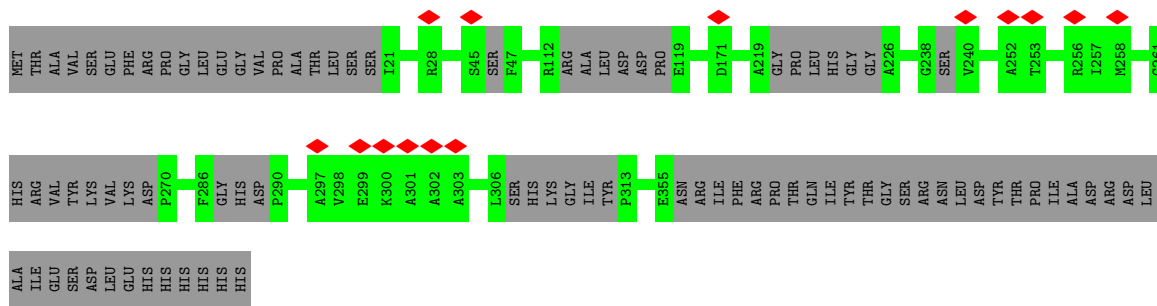 MET THR ALA VAL SER GLU PHE ARG PRO GLY LEU GLU GLY VAL PRO ALA THR LEU SER SER I21 R28 S45 SER F47 R112 ARG ALA LEU ASP ASP PRO E119 D171 A219 GLY PRO LEU HIS GLY GLY A226 G238 SER V240 A252 T253 R256 I257 M258 G261
HIS ARG VAL TYR LYS VAL LYS ASP P270 F286 GLY HIS ASP P290 A297 V298 E299 K300 A301 A302 A303 L306 SER HIS LYS GLY ILE TYR P313 E355 ASN ARG ILE PHE ARG PRO THR GLN ILE TYR THR GLY SER ARG ASN LEU ASP TYR THR PRO ILE ALA ASP ARG ASP LEU
ALA ILE GLU SER ASP LEU GLU HIS HIS HIS HIS HIS HIS